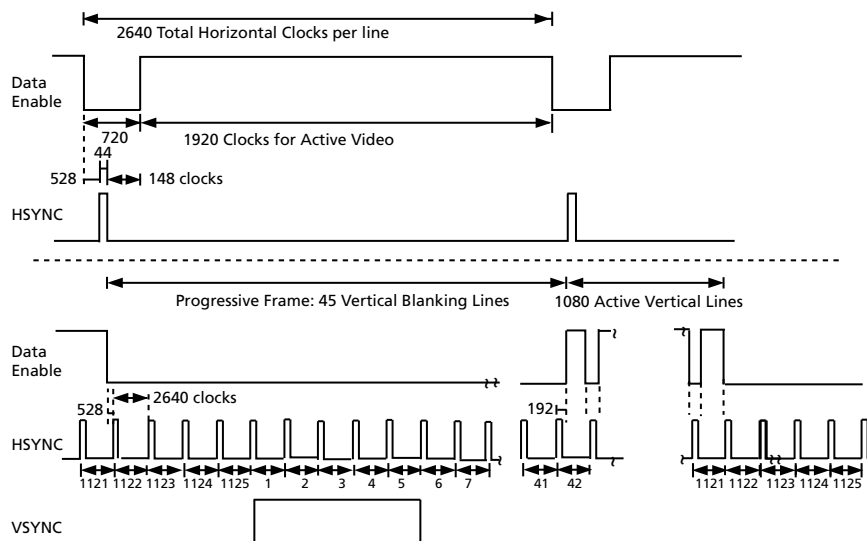 2640 Total Horizontal Clocks per line
Data
Enable
720
1920 Clocks for Active Video
44
528
148 clocks
HSYNC
Progressive Frame: 45 Vertical Blanking Lines
1080 Active Vertical Lines
Data
Enable
2640 clocks
528
192
HSYNC
1121 1122 1123 1124 1125 1 2 3 4 5 6 7 41 42 1121 1122 1123 1124 1125
VSYNC